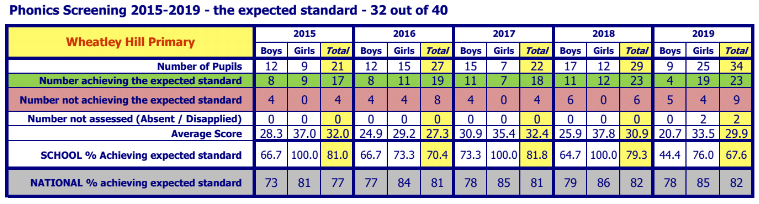 Phonics Screening 2015-2019 - the expected standard - 32 out of 40
Wheatley Hill Primary 2015 2016 2017 2018 2019
Boys Girls Total Boys Girls Total Boys Girls Total Boys Girls Total Boys Girls Total
Number of Pupils 12 9 21 12 15 27 15 7 22 17 12 29 9 25 34
Number achieving the expected standard 8 9 17 8 11 19 11 7 18 11 12 23 4 19 23
Number not achieving the expected standard 4 0 4 4 4 8 4 0 4 6 0 6 5 4 9
Number not assessed (Absent / Disapplied) 0 0 0 0 0 0 0 0 0 0 0 0 0 2 2
Average Score 28.3 37.0 32.0 24.9 29.2 27.3 30.9 35.4 32.4 25.9 37.8 30.9 20.7 33.5 29.9
SCHOOL % Achieving expected standard 66.7 100.0 81.0 66.7 73.3 70.4 73.3 100.0 81.8 64.7 100.0 79.3 44.4 76.0 67.6
NATIONAL % achieving expected standard 73 81 77 77 84 81 78 85 81 79 86 82 78 85 82